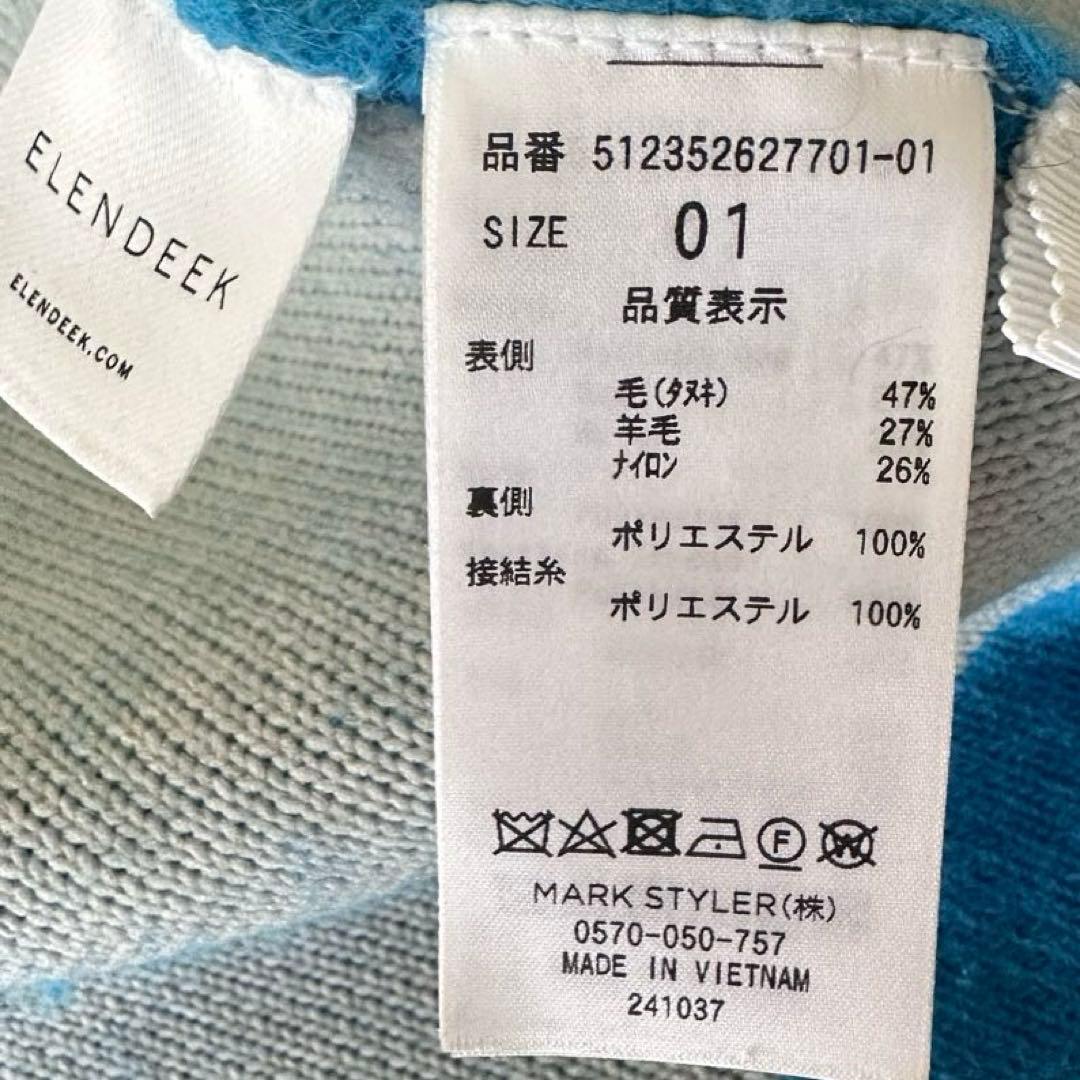 ELENDEEK
ELENDEEK.COM
品番 512352627701-01
SIZE 01
品質表示
表側
毛(ﾀﾇｷ) 47%
羊毛 27%
ﾅｲﾛﾝ 26%
裏側
ポリエステル 100%
接結糸
ポリエステル 100%
F W
MARK STYLER(株)
0570-050-757
MADE IN VIETNAM
241037